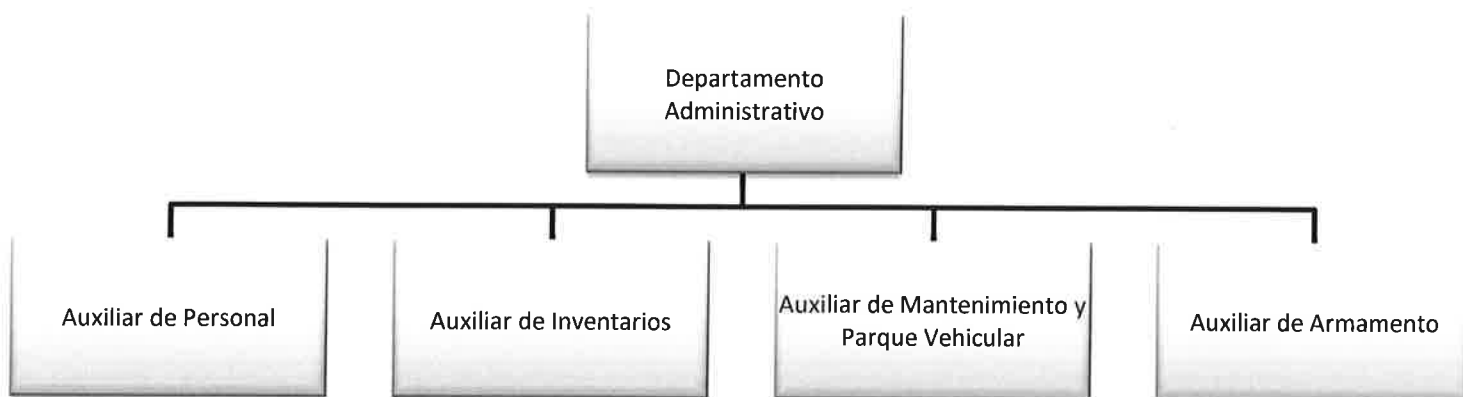 Departamento
Administrativo
Auxiliar de Personal
Auxiliar de Inventarios
Auxiliar de Mantenimiento y
Parque Vehicular
Auxiliar de Armamento